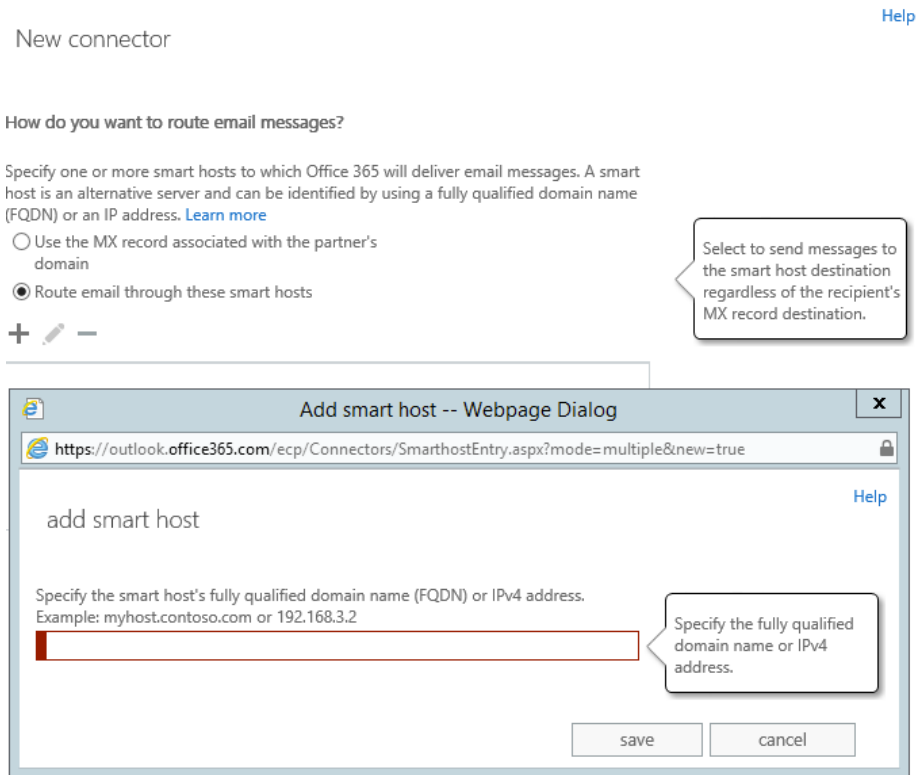 Help
New connector
How do you want to route email messages?
Specify one or more smart hosts to which Office 365 will deliver email messages. A smart
host is an alternative server and can be identified by using a fully qualified domain name
(FQDN) or an IP address. Learn more
Use the MX record associated with the partner's
domain
Route email through these smart hosts
Select to send messages to
the smart host destination
regardless of the recipient's
MX record destination.
Add smart host -- Webpage Dialog
x
https://outlook.office365.com/ecp/Connectors/SmarthostEntry.aspx?mode=multiple&new=true
Help
add smart host
Specify the smart host's fully qualified domain name (FQDN) or IPv4 address.
Example: myhost.contoso.com or 192.168.3.2
Specify the fully qualified
domain name or IPv4
address.
save
cancel